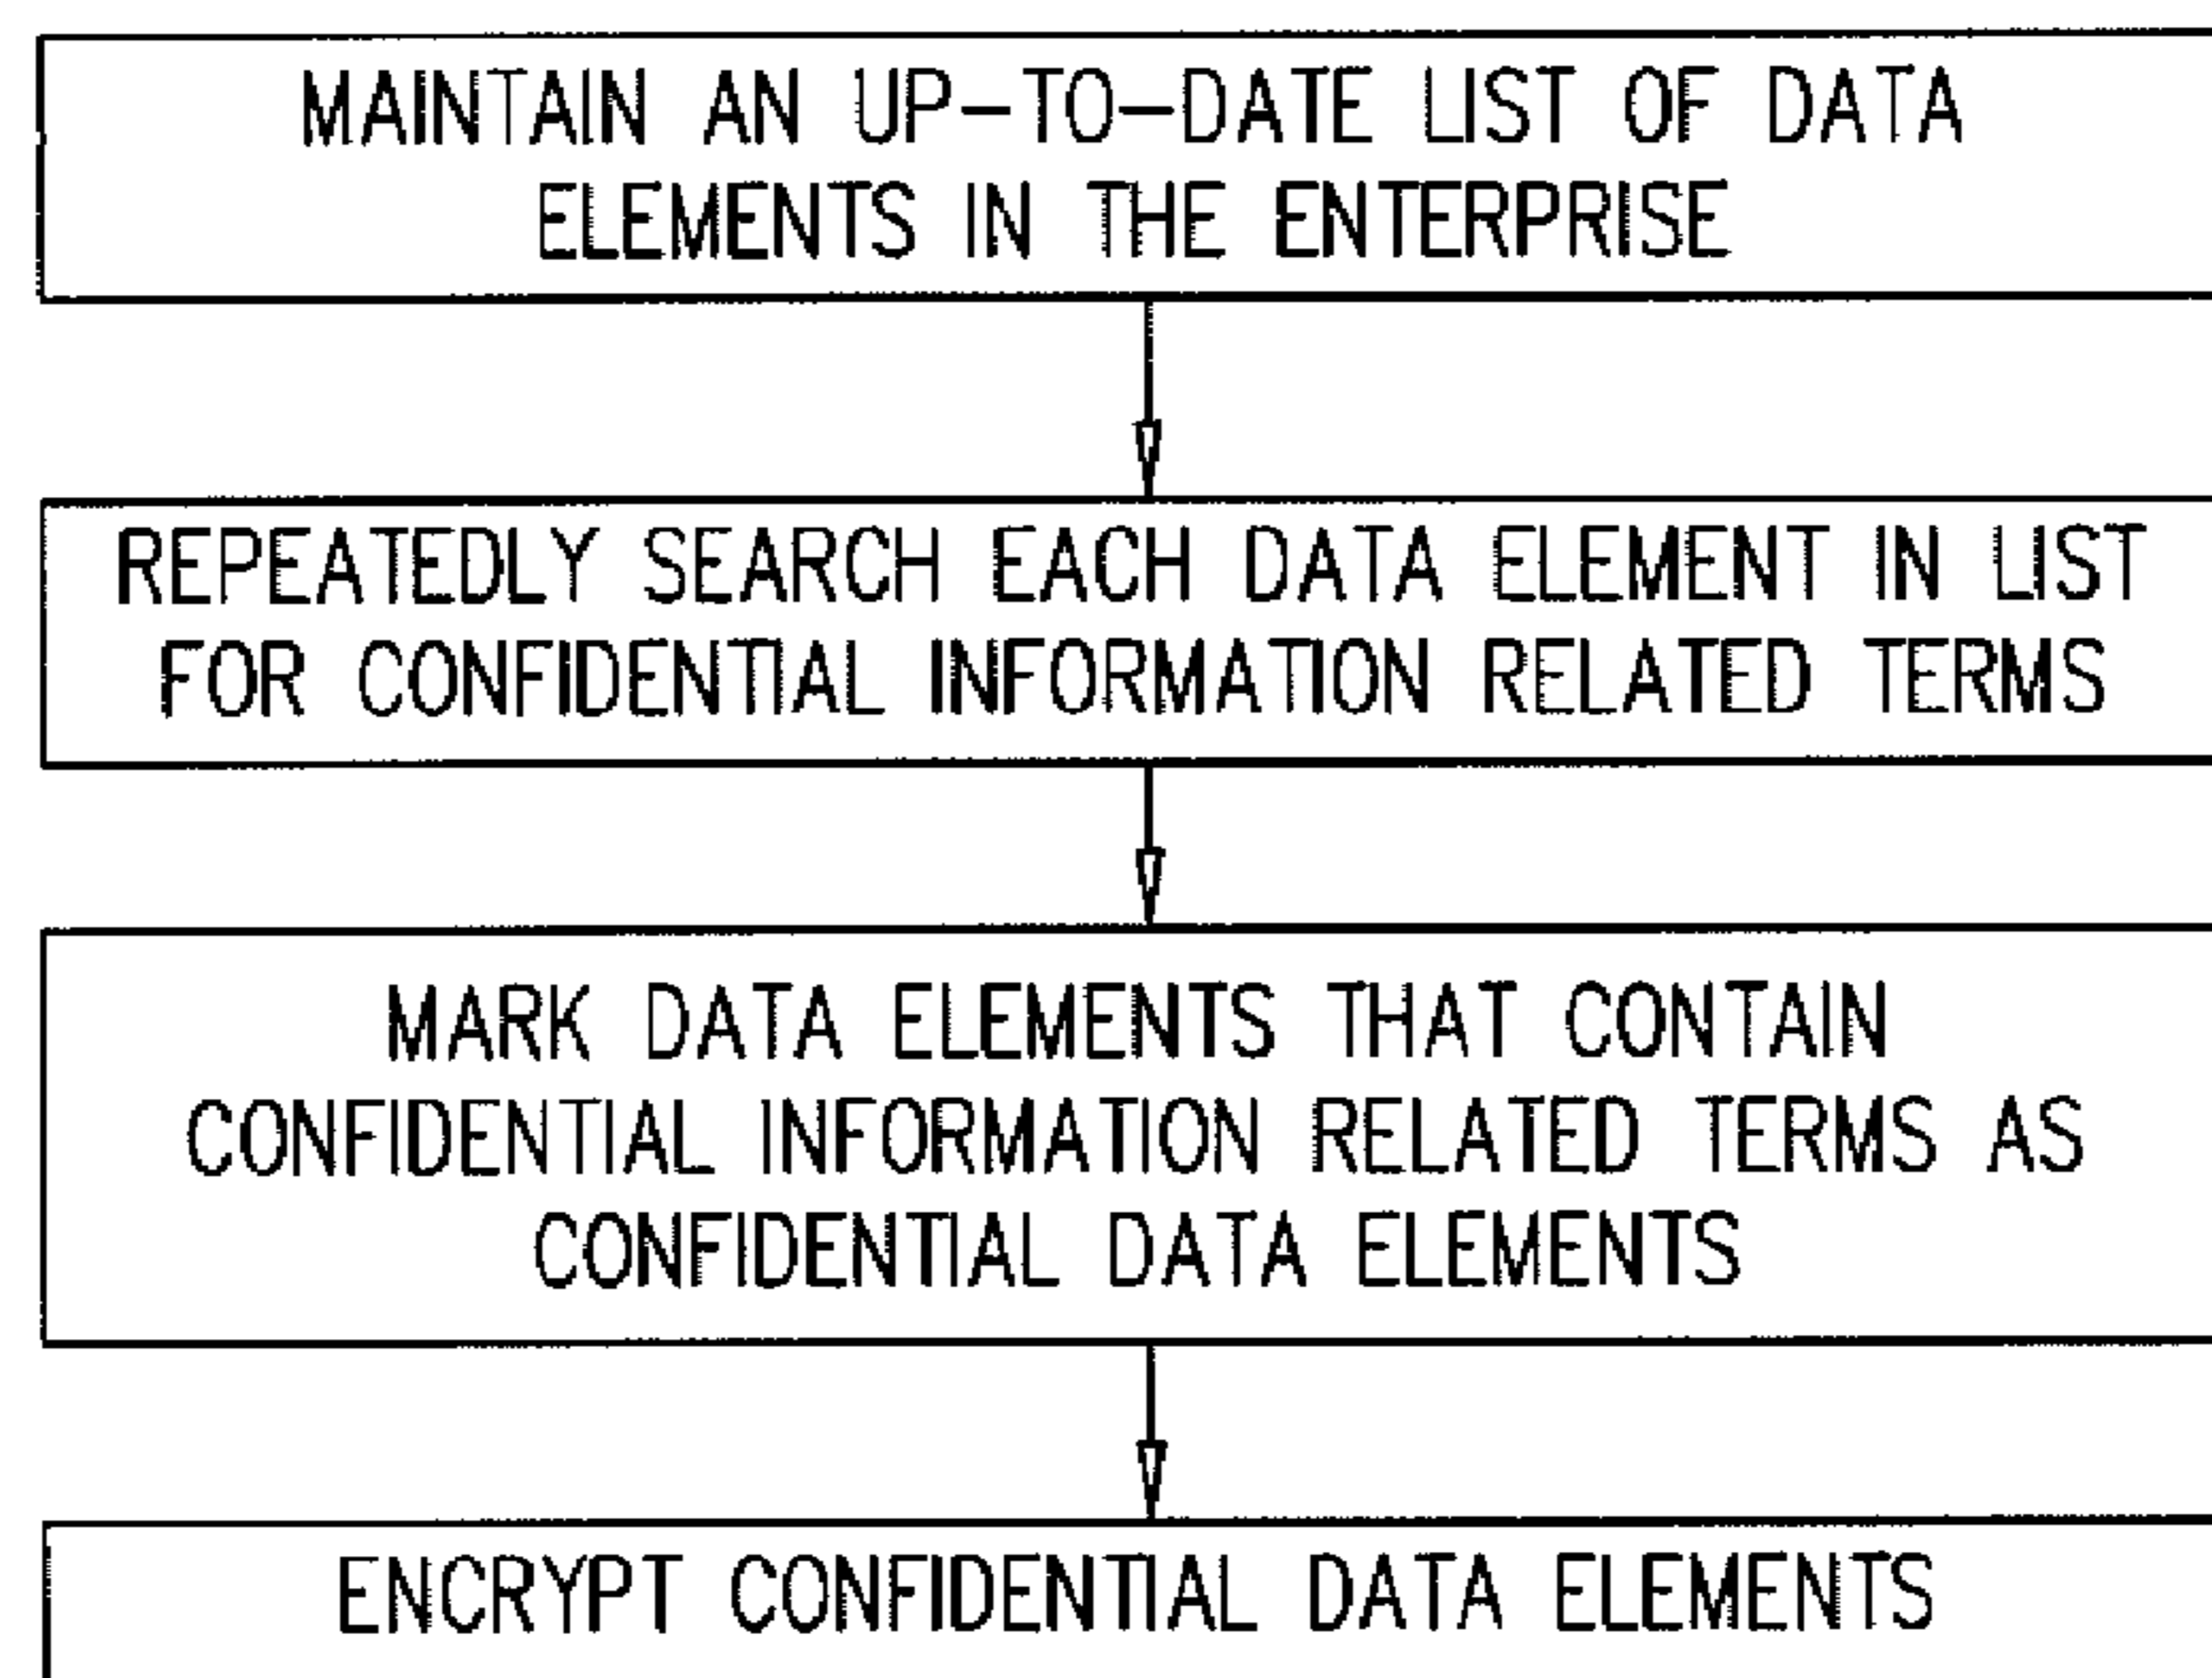 MAINTAIN AN UP-TO-DATE LIST OF DATA
ELEMENTS IN THE ENTERPRISE
REPEATEDLY SEARCH EACH DATA ELEMENT IN LIST
FOR CONFIDENTIAL INFORMATION RELATED TERMS
MARK DATA ELEMENTS THAT CONTAIN
CONFIDENTIAL INFORMATION RELATED TERMS AS
CONFIDENTIAL DATA ELEMENTS
ENCRYPT CONFIDENTIAL DATA ELEMENTS